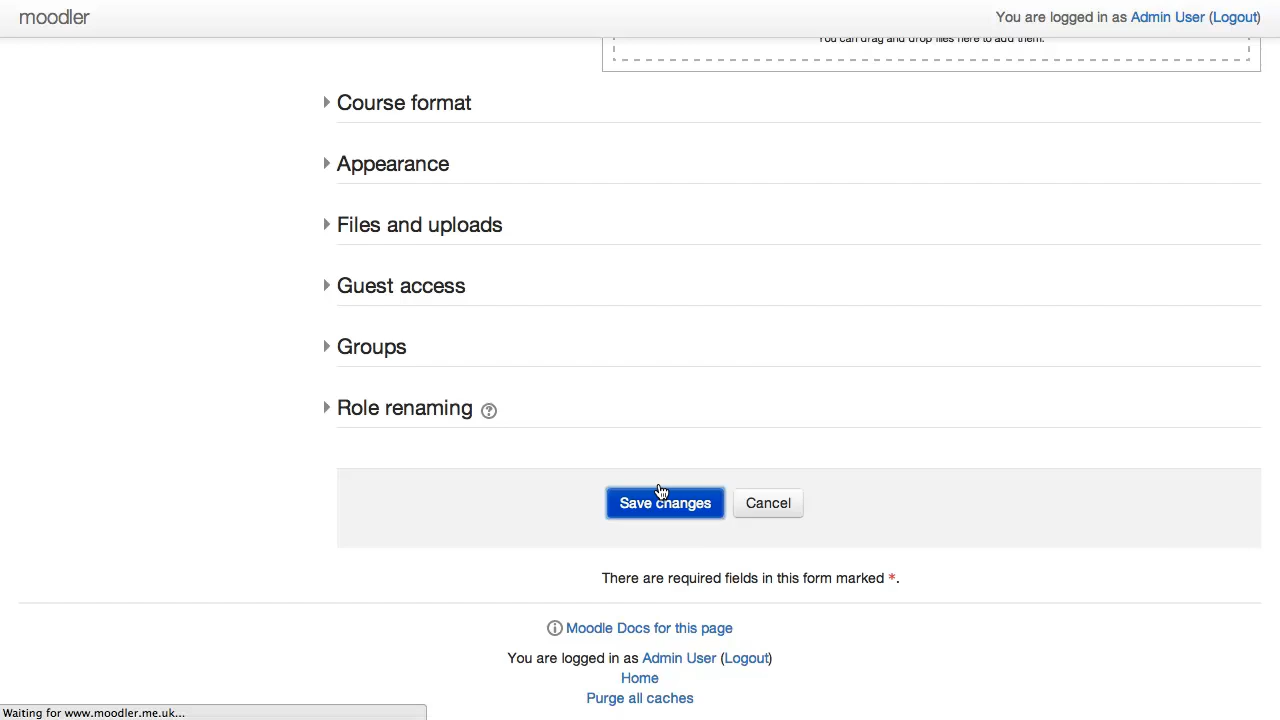 moodler
You are logged in as Admin User (Logout)
You can drag and drop files here to add them.
Course format
Appearance
Files and uploads
Guest access
Groups
Role renaming
Save changes
Cancel
There are required fields in this form marked *.
Moodle Docs for this page
You are logged in as Admin User (Logout)
Home
Purge all caches
Waiting for www.moodler.me.uk...